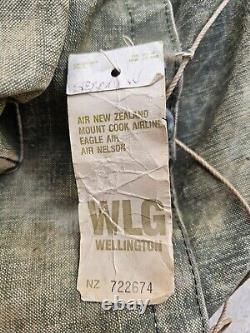 AIR NEW ZEALAND
MOUNT COOK AIRLINE
EAGLE AIR
AIR NELSON
WLG
WELLINGTON
NZ 722674